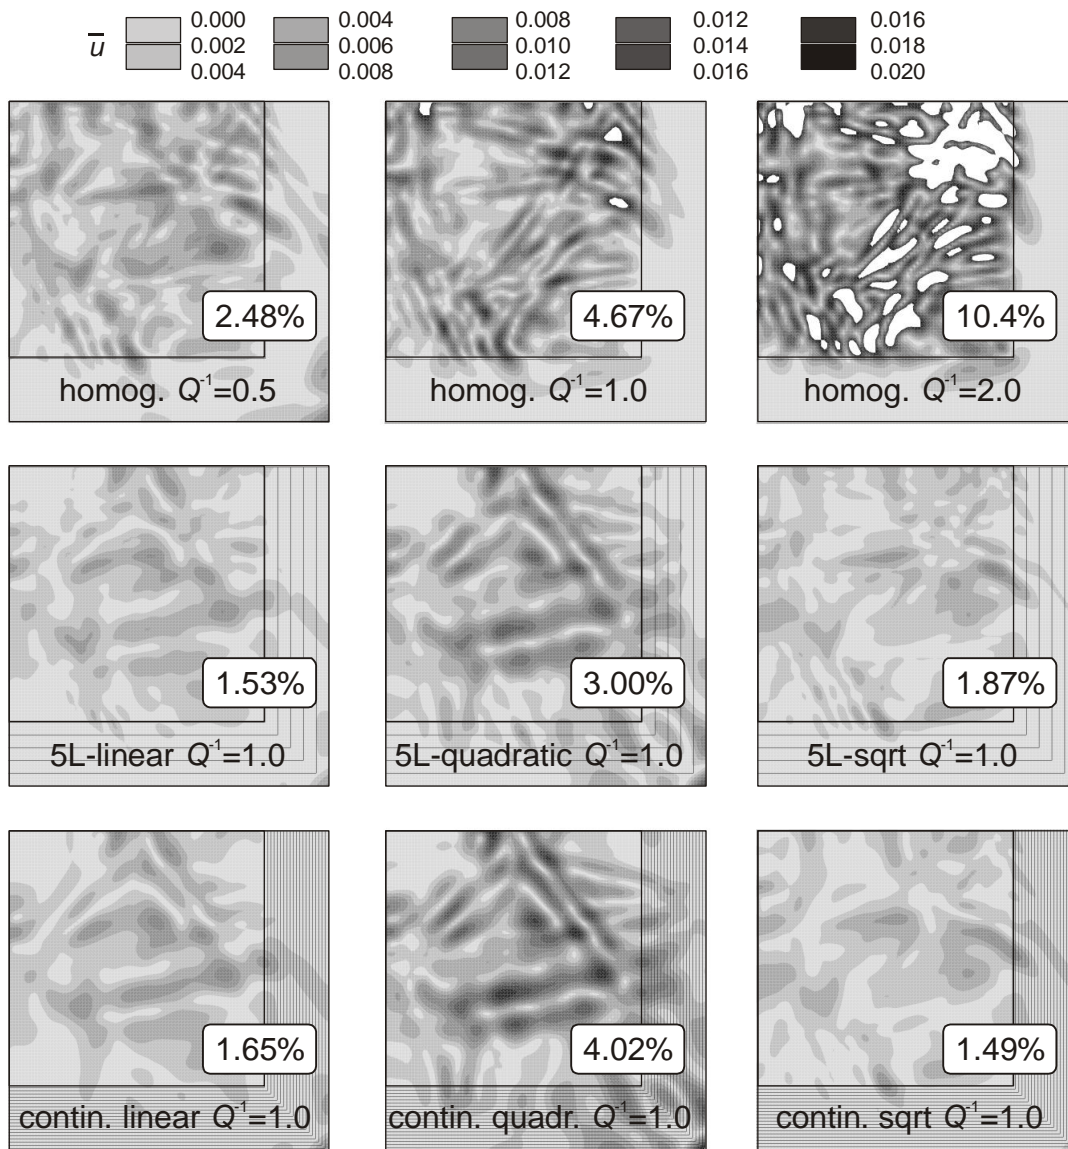 0.000 0.004 0.008 0.012 0.016
u̅ 0.002 0.006 0.010 0.014 0.018
0.004 0.008 0.012 0.016 0.020
2.48% 4.67% 10.4%
homog. Q⁻¹=0.5 homog. Q⁻¹=1.0 homog. Q⁻¹=2.0
1.53% 3.00% 1.87%
5L-linear Q⁻¹=1.0 5L-quadratic Q⁻¹=1.0 5L-sqrt Q⁻¹=1.0
1.65% 4.02% 1.49%
contin. linear Q⁻¹=1.0 contin. quadr. Q⁻¹=1.0 contin. sqrt Q⁻¹=1.0